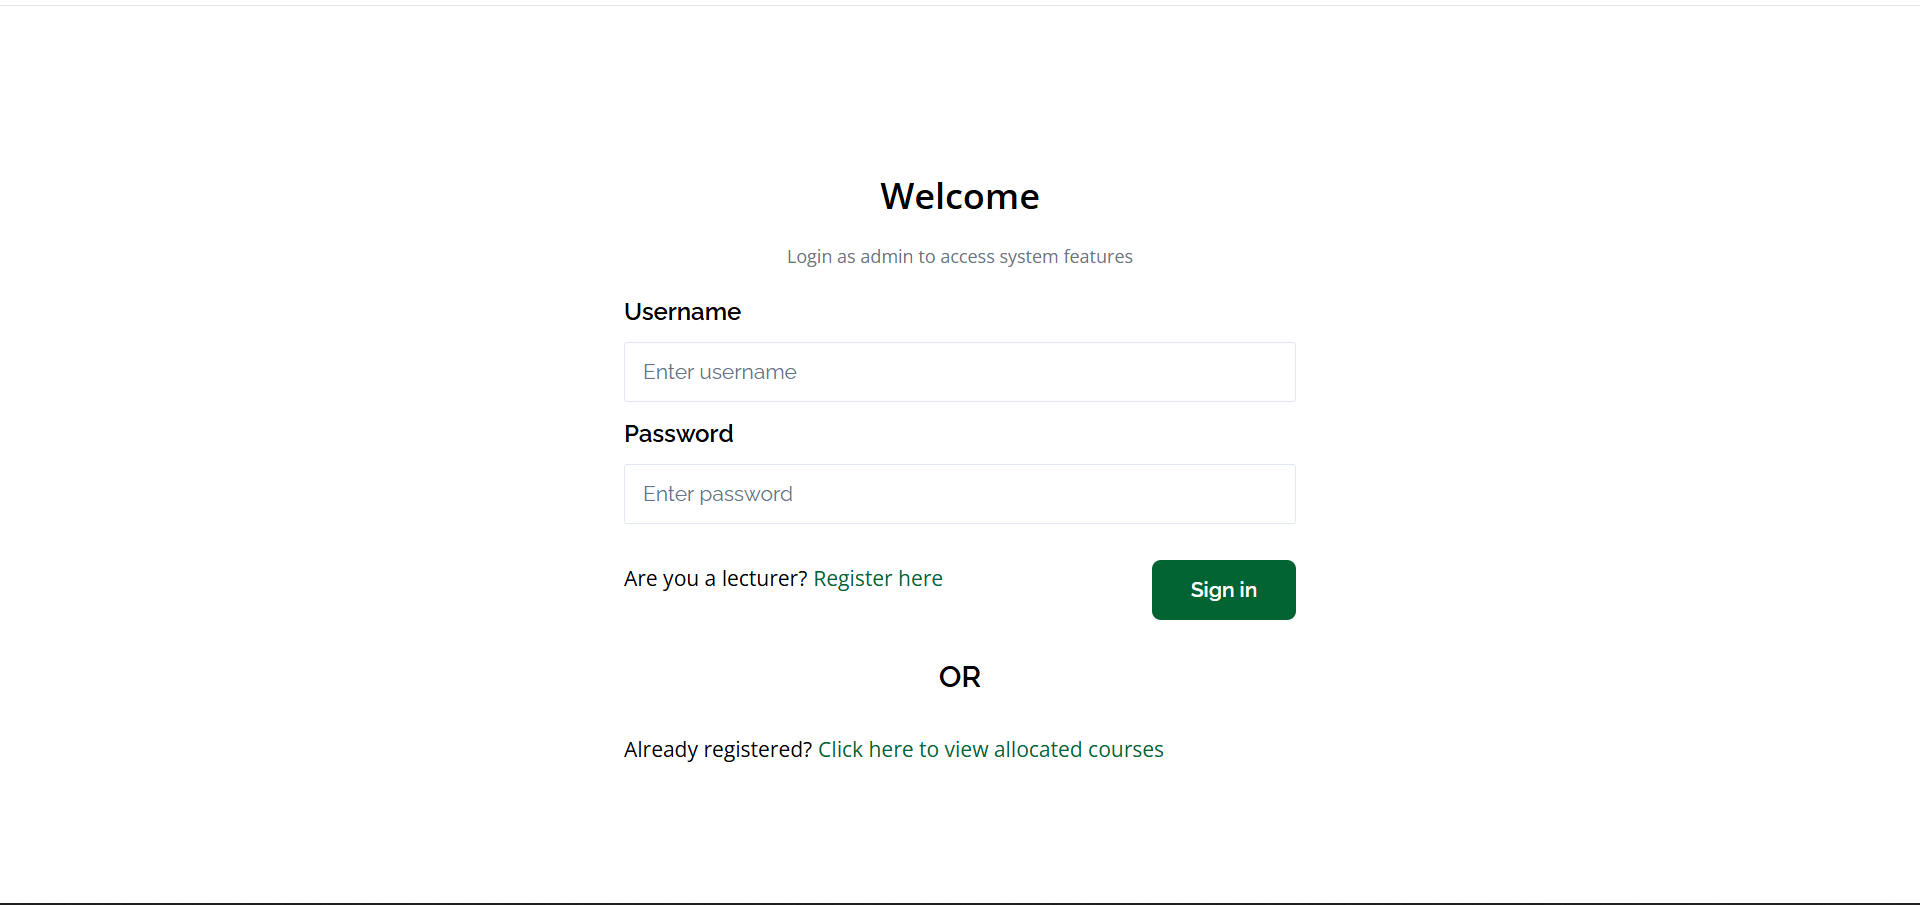 Welcome
Login as admin to access system features
Username
Enter username
Password
Enter password
Are you a lecturer? Register here
Sign in
OR
Already registered? Click here to view allocated courses